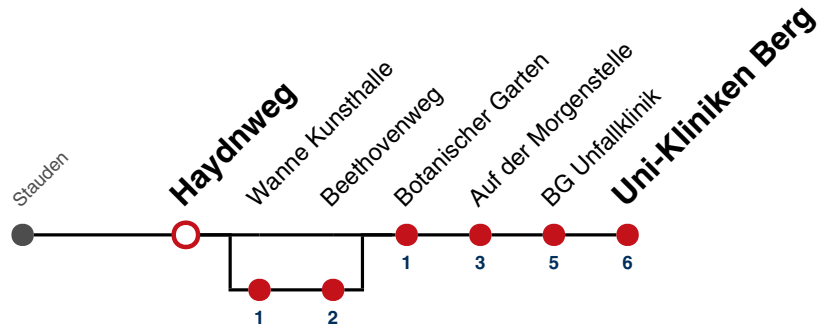 Stauden
Haydnweg
Wanne Kunsthalle
Beethovenweg
Botanischer Garten
Auf der Morgenstelle
BG Unfallklinik
Uni-Kliniken Berg
1
3
5
6
1
2